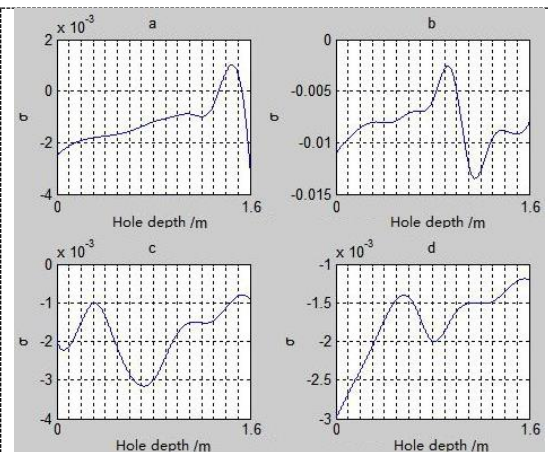 a
x 10⁻³
2
0
-2
-4
σ
0
1.6
Hole depth /m
b
0
-0.005
-0.01
-0.015
σ
0
1.6
Hole depth /m
c
x 10⁻³
0
-1
-2
-3
-4
σ
0
1.6
Hole depth /m
d
x 10⁻³
-1
-1.5
-2
-2.5
-3
σ
0
1.6
Hole depth /m